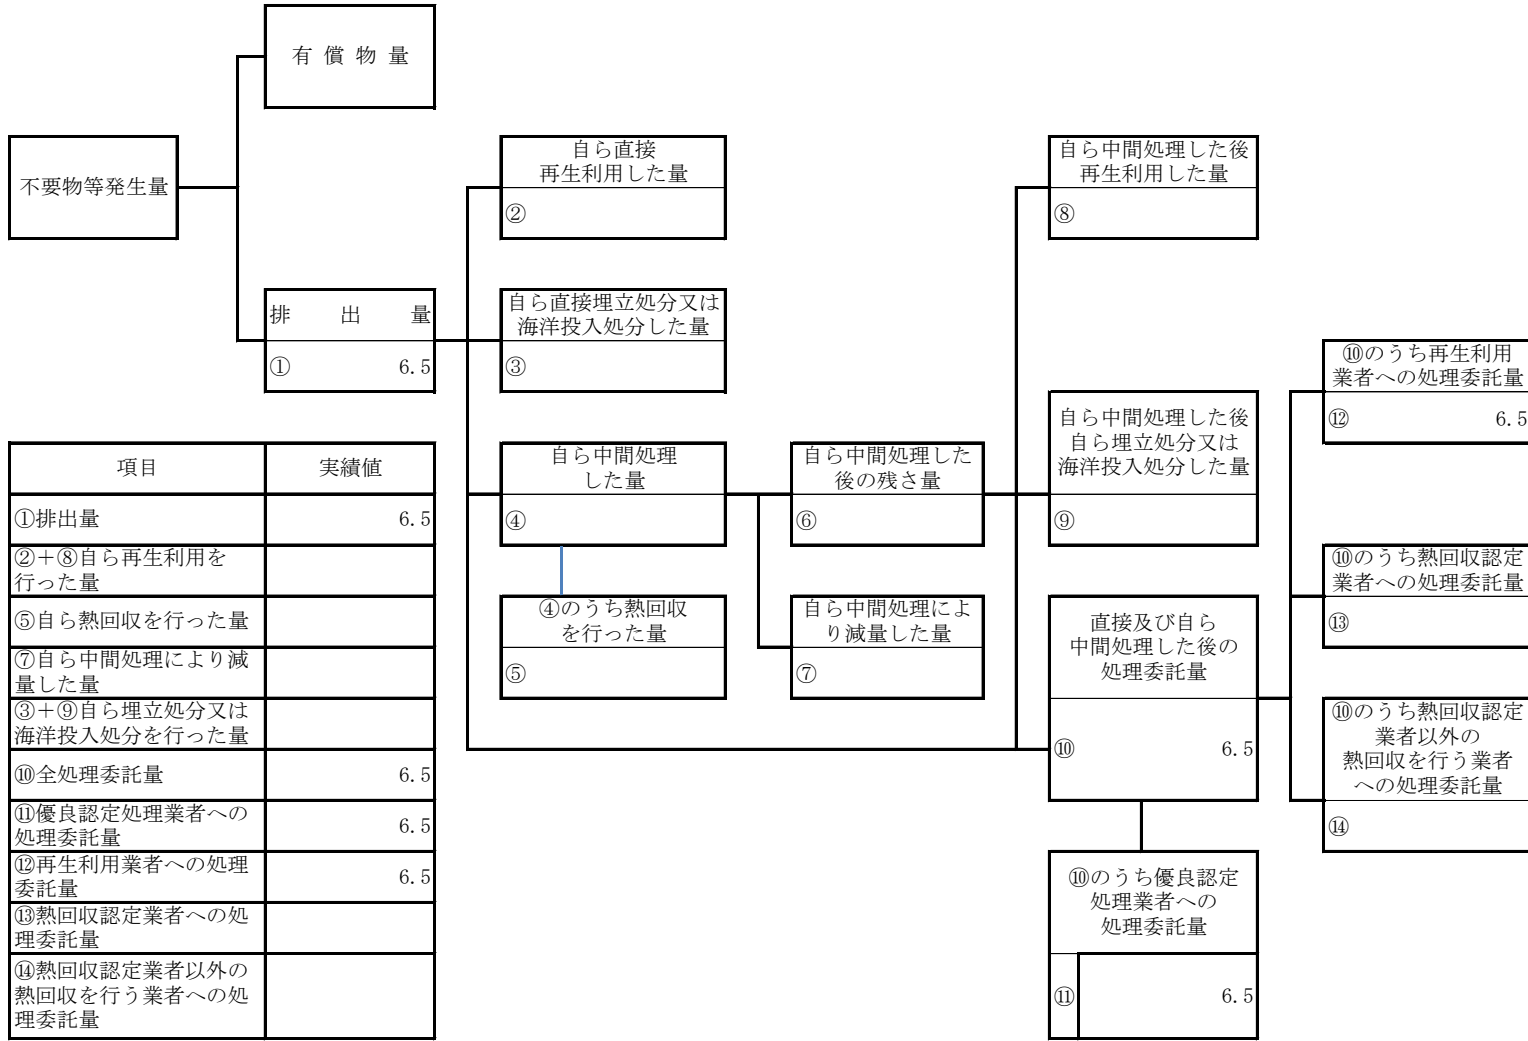 有 償 物 量
不要物等発生量
自ら直接
再生利用した量
②
自ら中間処理した後
再生利用した量
⑧
排 出 量
① 6.5
自ら直接埋立処分又は
海洋投入処分した量
③
⑩のうち再生利用
業者への処理委託量
⑫ 6.5
自ら中間処理
した量
④
自ら中間処理した
後の残さ量
⑥
自ら中間処理した後
自ら埋立処分又は
海洋投入処分した量
⑨
⑩のうち熱回収認定
業者への処理委託量
⑬
④のうち熱回収
を行った量
⑤
自ら中間処理によ
り減量した量
⑦
直接及び自ら
中間処理した後の
処理委託量
⑩ 6.5
⑩のうち熱回収認定
業者以外の
熱回収を行う業者
への処理委託量
⑭
⑩のうち優良認定
処理業者への
処理委託量
⑪ 6.5
項目 実績値
①排出量 6.5
②＋⑧自ら再生利用を
行った量
⑤自ら熱回収を行った量
⑦自ら中間処理により減
量した量
③＋⑨自ら埋立処分又は
海洋投入処分を行った量
⑩全処理委託量 6.5
⑪優良認定処理業者への
処理委託量 6.5
⑫再生利用業者への処理
委託量 6.5
⑬熱回収認定業者への処
理委託量
⑭熱回収認定業者以外の
熱回収を行う業者への処
理委託量